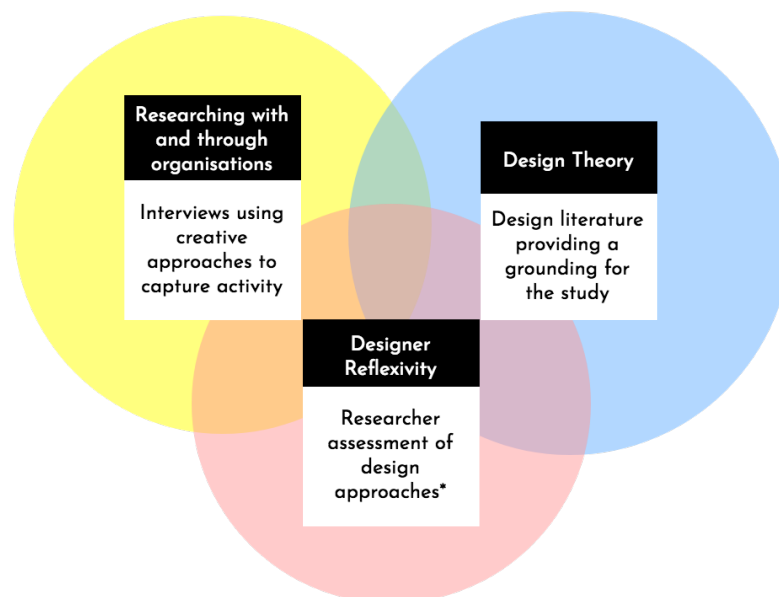 Researching with
and through
organisations
Interviews using
creative
approaches to
capture activity
Design Theory
Design literature
providing a
grounding for
the study
Designer
Reflexivity
Researcher
assessment of
design
approaches*